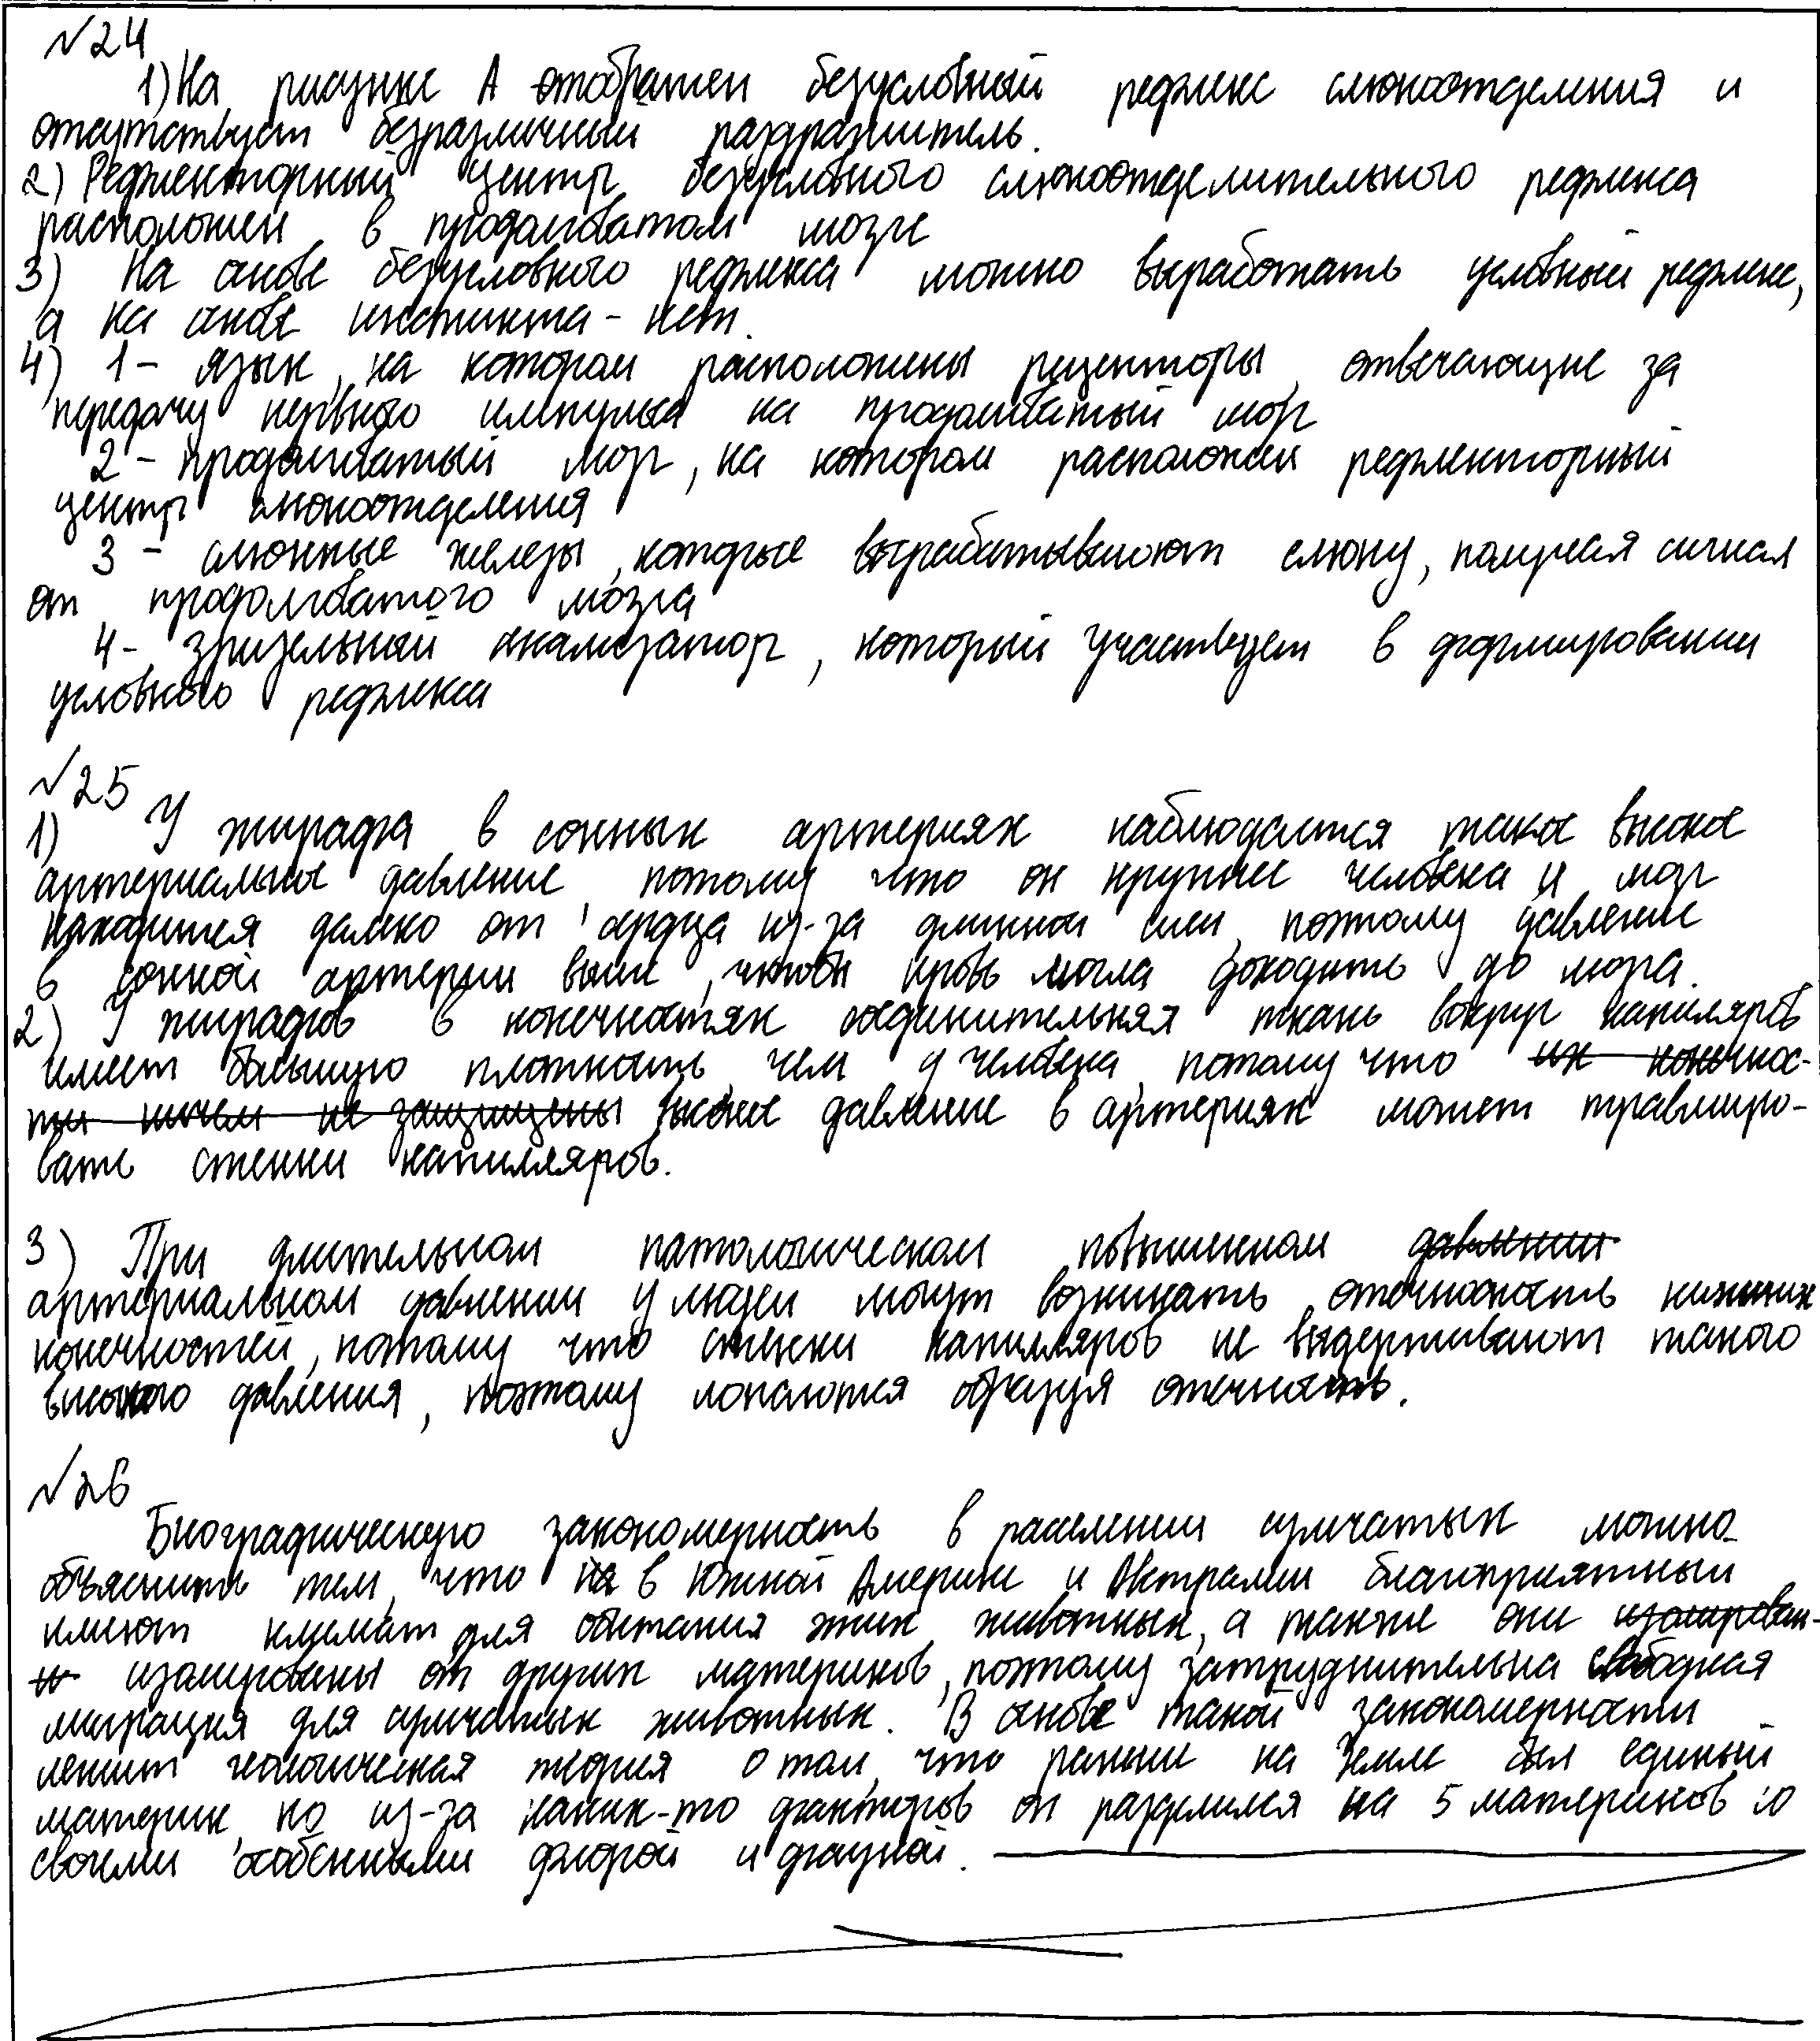 №24
1) На рисунке А отображен безусловный рефлекс слюноотделения и
отсутствует безразличный раздражитель.
2) Рефлекторный центр безусловного слюноотделительного рефлекса
расположен в продолговатом мозге
3) На основе безусловного рефлекса можно выработать условный рефлекс,
а на основе инстинкта - нет.
4) 1 - язык, на котором расположены рецепторы, отвечающие за
передачу нервного импульса на продолговатый мозг
2 - продолговатый мозг, на котором расположен рефлекторный
центр слюноотделения
3 - слюнные железы, которые вырабатывают слюну, получая сигнал
от продолговатого мозга
4 - зрительный анализатор, который участвует в формировании
условного рефлекса
№25
1) У жирафа в сонных артериях наблюдается такое высокое
артериальное давление, потому что он крупнее человека и мозг
находится далеко от сердца из-за длинной шеи, поэтому давление
в сонной артерии выше, чтобы кровь могла доходить до мозга.
2) У жирафов в конечностях соединительная ткань вокруг капиляров
имеет большую плотность, чем у человека, потому что их конечнос-
ти ничем не защищены высокое давление в артериях может травмиро-
вать стенки капилляров.
3) При длительном патологическом повышенном давлении
артериальном давлении у людей могут возникать отечность нижних
конечностей, потому что стенки капилляров не выдерживают такого
высокого давления, поэтому лопаются образуя отечность.
№26
Биографическую закономерность в расселении сумчатых можно
объяснить тем, что на в Южной Америке и Австралии благоприятный
имеют климат для обитания этих животных, а также они изолирован-
ы изолированы от других материков, поэтому затруднительна свободная
миграция для сумчатых животных. В основе такой закономерности
лежит геологическая теория о том, что раньше на Земле был единый
материк но из-за каких-то факторов он разделился на 5 материков со
своими особенными флорой и фауной.